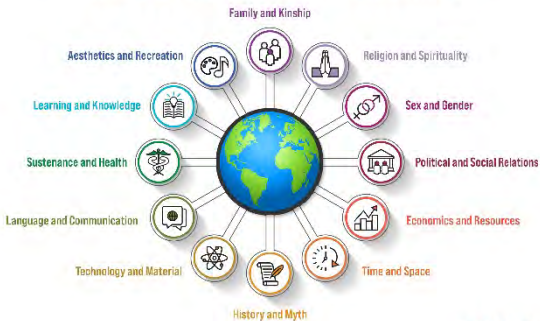 Family and Kinship
Aesthetics and Recreation
Religion and Spirituality
Learning and Knowledge
Sex and Gender
Sustenance and Health
Political and Social Relations
Language and Communication
Economics and Resources
Technology and Material
Time and Space
History and Myth